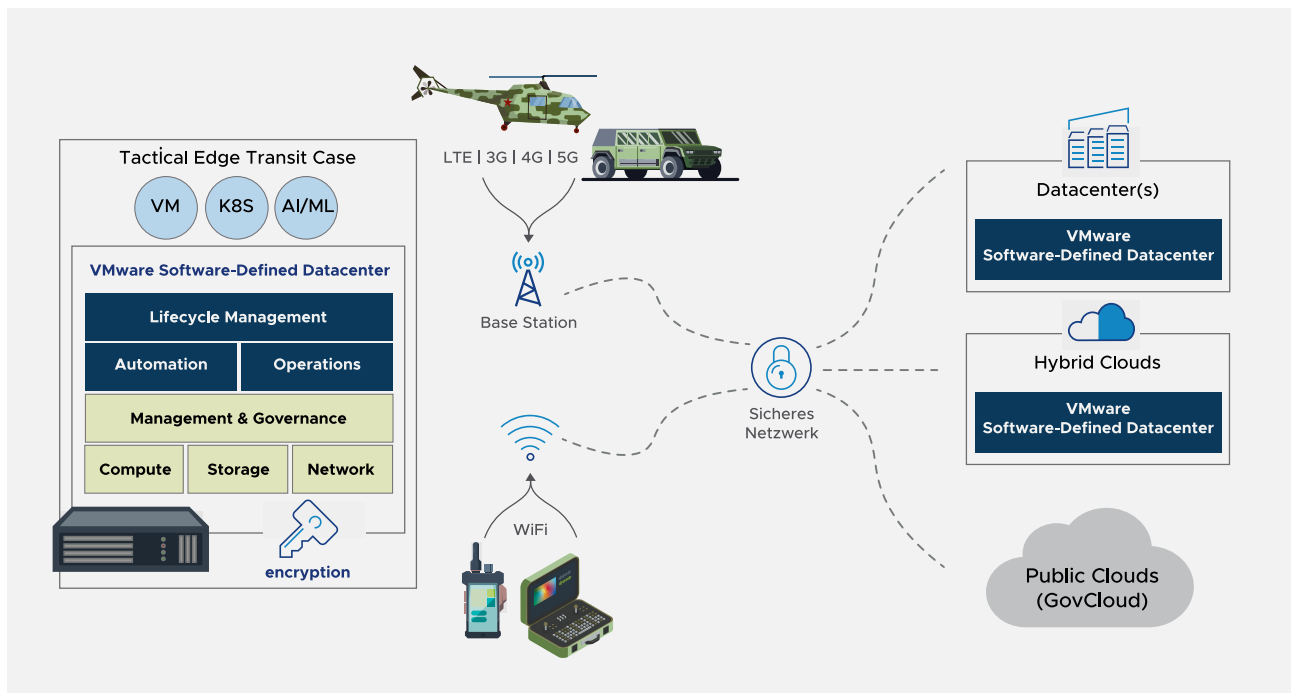 Tactical Edge Transit Case
VM
K8S
AI/ML
VMware Software-Defined Datacenter
Lifecycle Management
Automation
Operations
Management & Governance
Compute
Storage
Network
encryption
LTE | 3G | 4G | 5G
Base Station
WiFi
Sicheres
Netzwerk
Datacenter(s)
VMware
Software-Defined Datacenter
Hybrid Clouds
VMware
Software-Defined Datacenter
Public Clouds
(GovCloud)